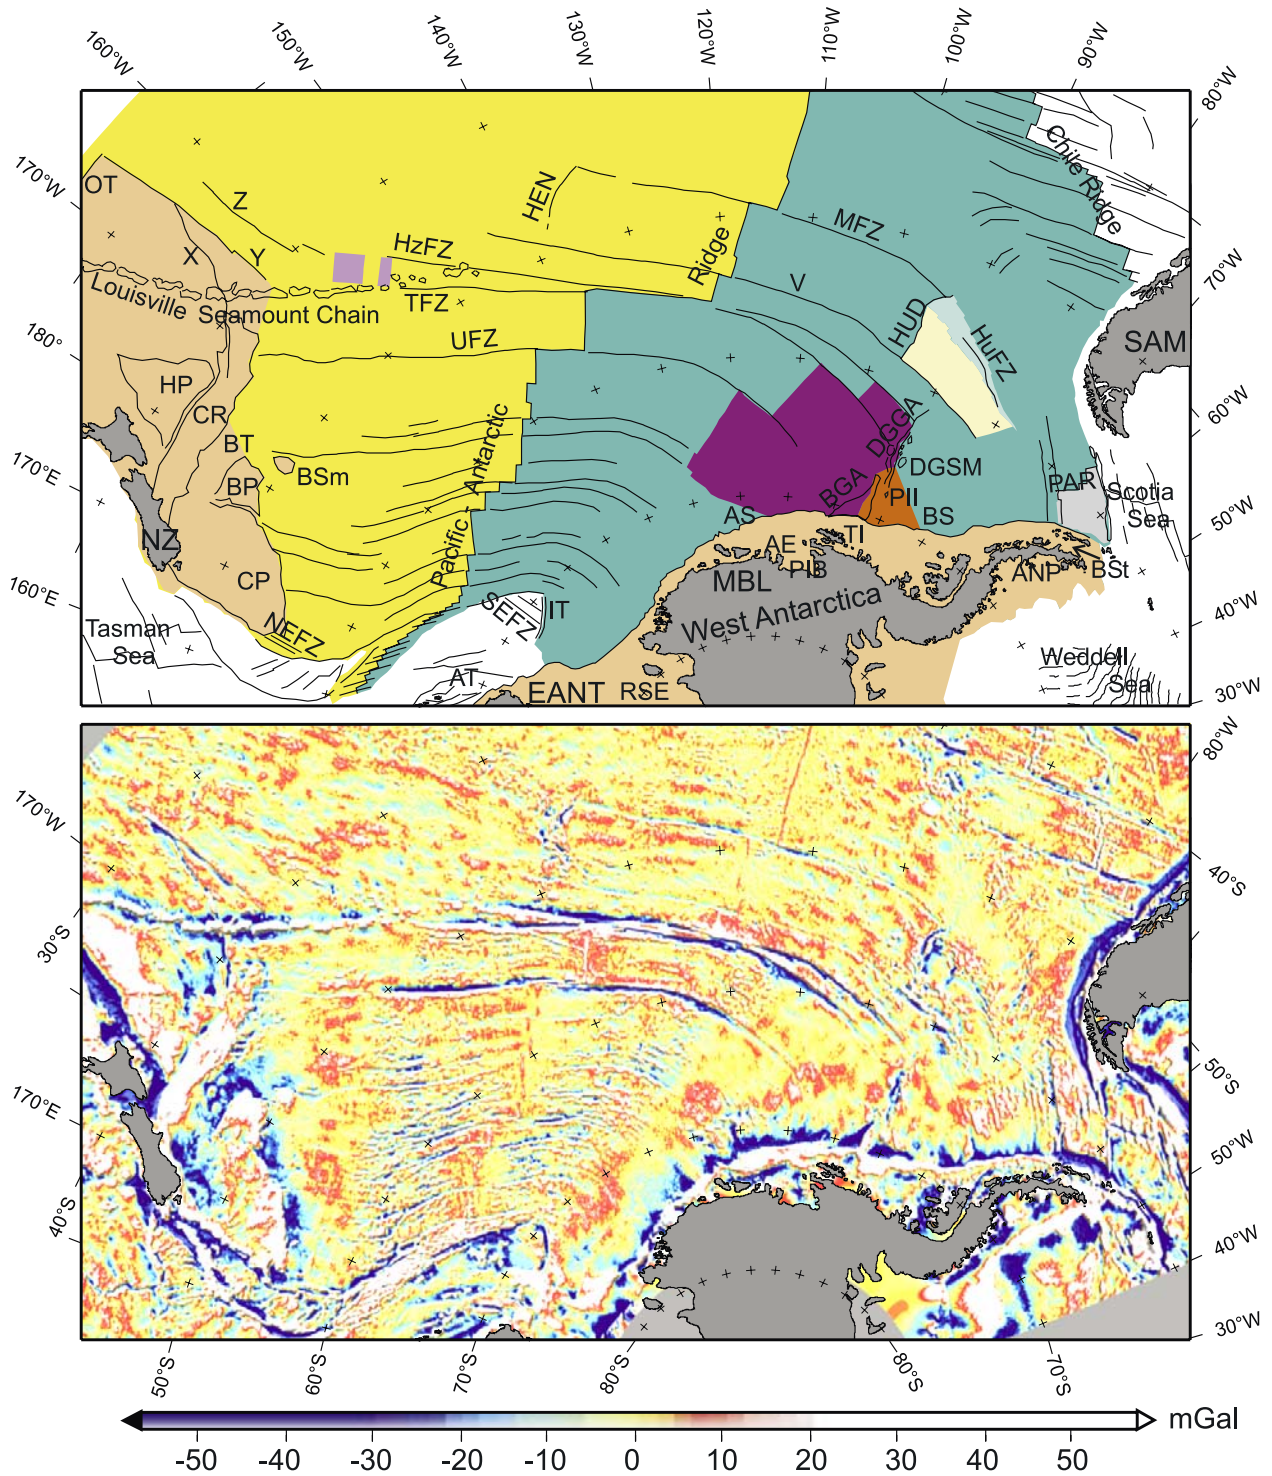 160°W
150°W
140°W
130°W
120°W
110°W
100°W
90°W
80°W
170°W
OT
Z
HEN
MFZ
Chile Ridge
X
Y
HzFZ
Ridge
V
70°W
Louisville Seamount Chain
TFZ
HUD
HuFZ
SAM
180°
UFZ
HP
60°W
CR
BT
DGGA
170°E
BP
BSm
Pacific - Antarctic
BGA
DGSM
PII
PAR
Scotia
Sea
50°W
AS
BS
TI
NZ
AE
PIB
MBL
ANP
BSt
CP
160°E
West Antarctica
40°W
SEFZ
IT
NEFZ
Tasman
Sea
Weddell
Sea
AT
EANT
RSE
30°W
80°W
170°W
40°S
30°S
50°S
170°E
50°W
40°S
40°W
30°W
50°S
60°S
70°S
80°S
80°S
70°S
mGal
-50
-40
-30
-20
-10
0
10
20
30
40
50